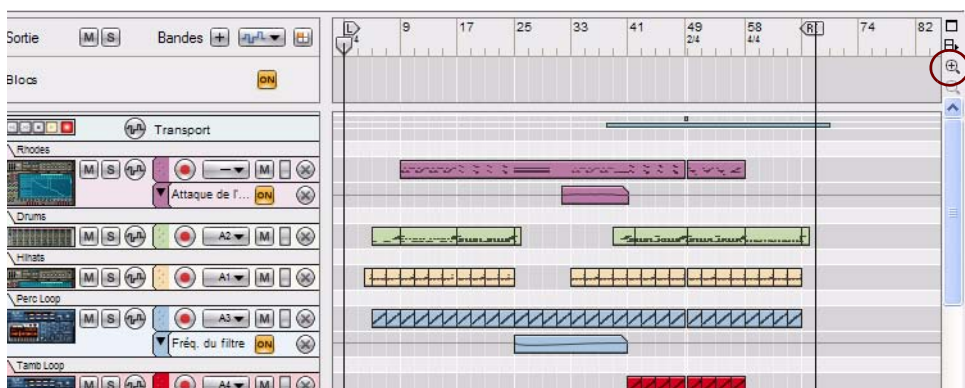 Sortie M S Bandes + L 9 17 25 33 41 49 58 R 74 82
4 2/4 4/4
Blocs ON
Transport
Rhodes
M S M
Attaque de l'... ON
Drums
M S A2 M
Hihats
M S A1 M
Perc Loop
M S A3 M
Fréq. du filtre ON
Tamb Loop
M S A4 M